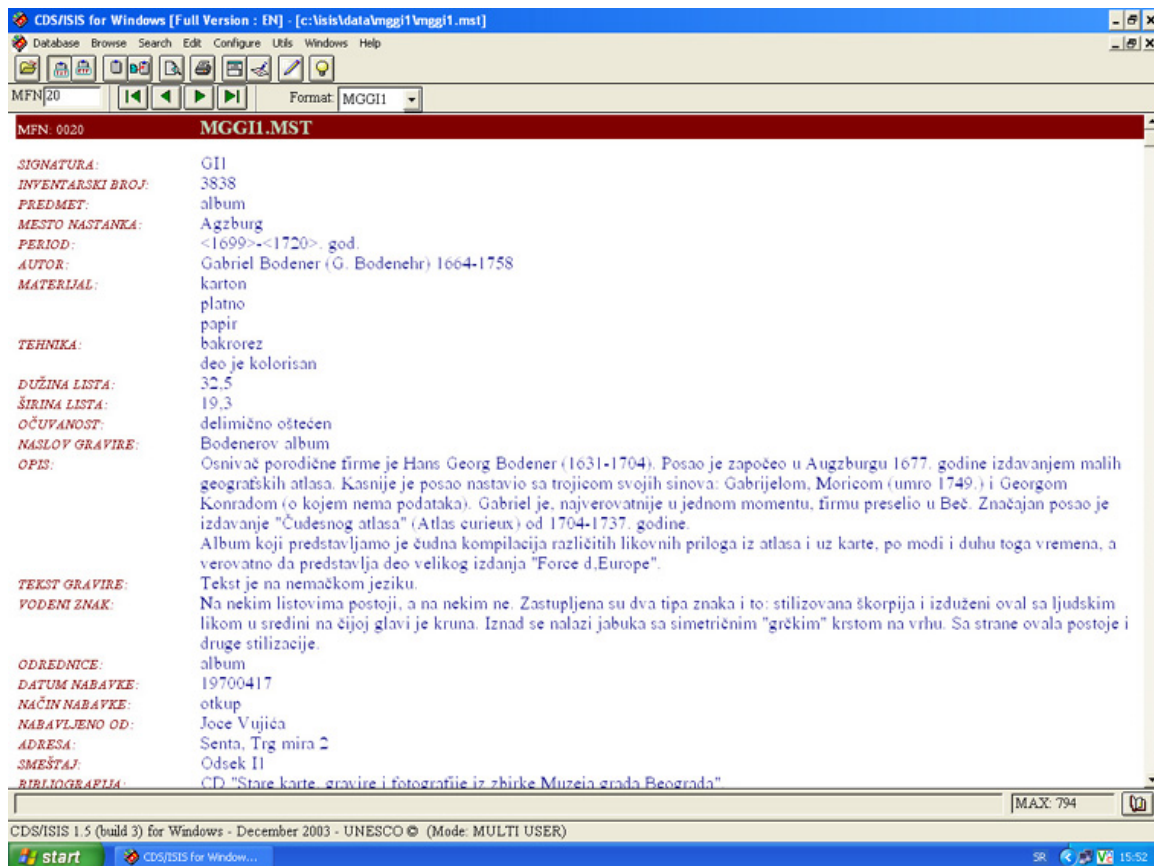 CDS/ISIS for Windows [Full Version : EN] - [c:\isis\data\mggi1\mggi1.mst]
Database Browse Search Edit Configure Utils Windows Help
MFN 20 Format: MGGI1
MFN: 0020 MGGI1.MST
SIGNATURA: GI1
INVENTARSKI BROJ: 3838
PREDMET: album
MESTO NASTANKA: Agzburg
PERIOD: <1699>-<1720>. god.
AUTOR: Gabriel Bodener (G. Bodenehr) 1664-1758
MATERIJAL: karton
platno
papir
TEHNIKA: bakrorez
deo je kolorisan
DUŽINA LISTA: 32,5
ŠIRINA LISTA: 19,3
OČUVANOST: delimično oštećen
NASLOV GRAVIRE: Bodenerov album
OPIS: Osnivač porodične firme je Hans Georg Bodener (1631-1704). Posao je započeo u Augzburgu 1677. godine izdavanjem malih
geografskih atlasa. Kasnije je posao nastavio sa trojicom svojih sinova: Gabrijelom, Moricom (umro 1749.) i Georgom
Konradom (o kojem nema podataka). Gabriel je, najverovatnije u jednom momentu, firmu preselio u Beč. Značajan posao je
izdavanje "Čudesnog atlasa" (Atlas curieux) od 1704-1737. godine.
Album koji predstavljamo je čudna kompilacija različitih likovnih priloga iz atlasa i uz karte, po modi i duhu toga vremena, a
verovatno da predstavlja deo velikog izdanja "Force d,Europe".
TEKST GRAVIRE: Tekst je na nemačkom jeziku.
VODENI ZNAK: Na nekim listovima postoji, a na nekim ne. Zastupljena su dva tipa znaka i to: stilizovana škorpija i izduženi oval sa ljudskim
likom u sredini na čijoj glavi je kruna. Iznad se nalazi jabuka sa simetričnim "grčkim" krstom na vrhu. Sa strane ovala postoje i
druge stilizacije.
ODREDNICE: album
DATUM NABAVKE: 19700417
NAČIN NABAVKE: otkup
NABAVLJENO OD: Joce Vujića
ADRESA: Senta, Trg mira 2
SMEŠTAJ: Odsek I1
BIBLIOGRAFIJA: CD "Stare karte, gravire i fotografije iz zbirke Muzeja grada Beograda".
MAX: 794
CDS/ISIS 1.5 (build 3) for Windows - December 2003 - UNESCO © (Mode: MULTI USER)
start CDS/ISIS for Window... SR 15:52